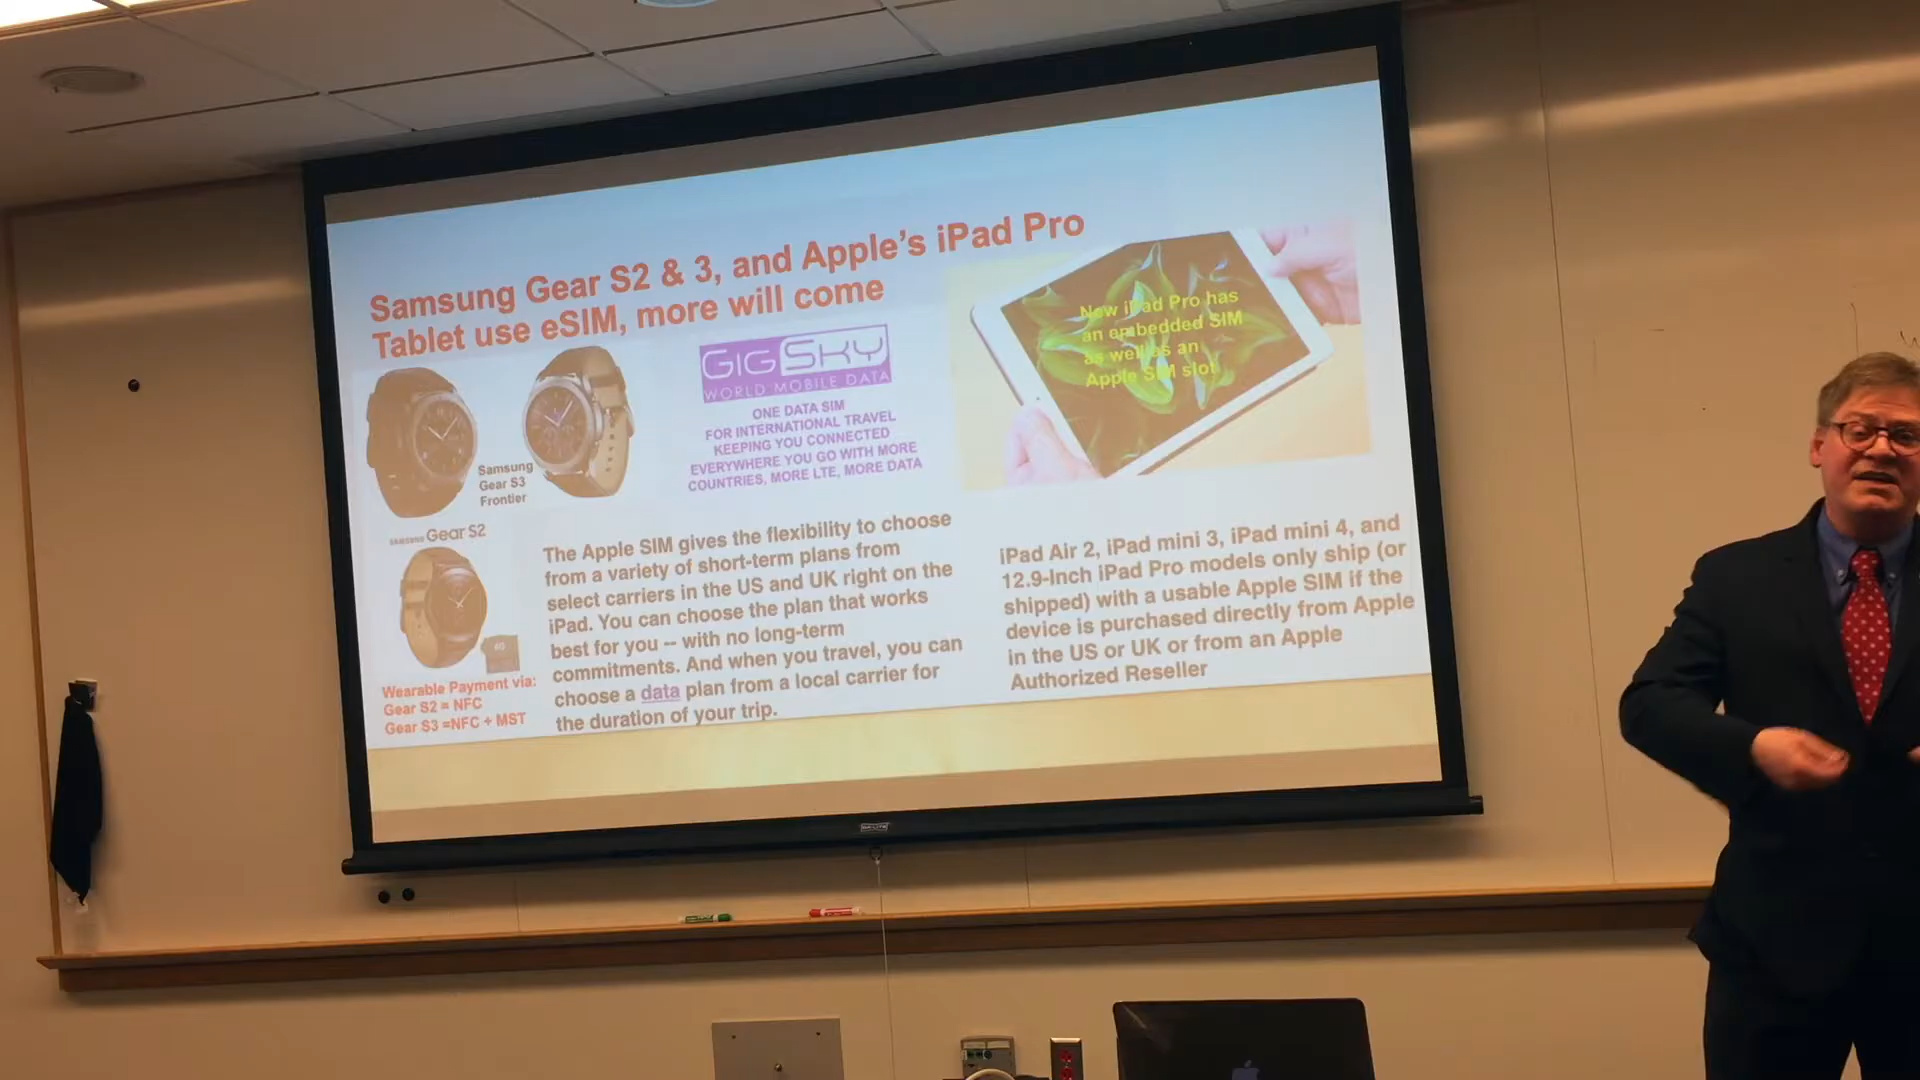 Samsung Gear S2 & 3, and Apple's iPad Pro
Tablet use eSIM, more will come
GIGSKY
WORLD MOBILE DATA
ONE DATA SIM
FOR INTERNATIONAL TRAVEL
KEEPING YOU CONNECTED
EVERYWHERE YOU GO WITH MORE
COUNTRIES, MORE LTE, MORE DATA
New iPad Pro has
an embedded SIM
as well as an
Apple SIM slot
Samsung
Gear S3
Frontier
SAMSUNG Gear S2
Wearable Payment via:
Gear S2 = NFC
Gear S3 =NFC + MST
The Apple SIM gives the flexibility to choose
from a variety of short-term plans from
select carriers in the US and UK right on the
iPad. You can choose the plan that works
best for you -- with no long-term
commitments. And when you travel, you can
choose a data plan from a local carrier for
the duration of your trip.
iPad Air 2, iPad mini 3, iPad mini 4, and
12.9-Inch iPad Pro models only ship (or
shipped) with a usable Apple SIM if the
device is purchased directly from Apple
in the US or UK or from an Apple
Authorized Reseller
DA-LITE